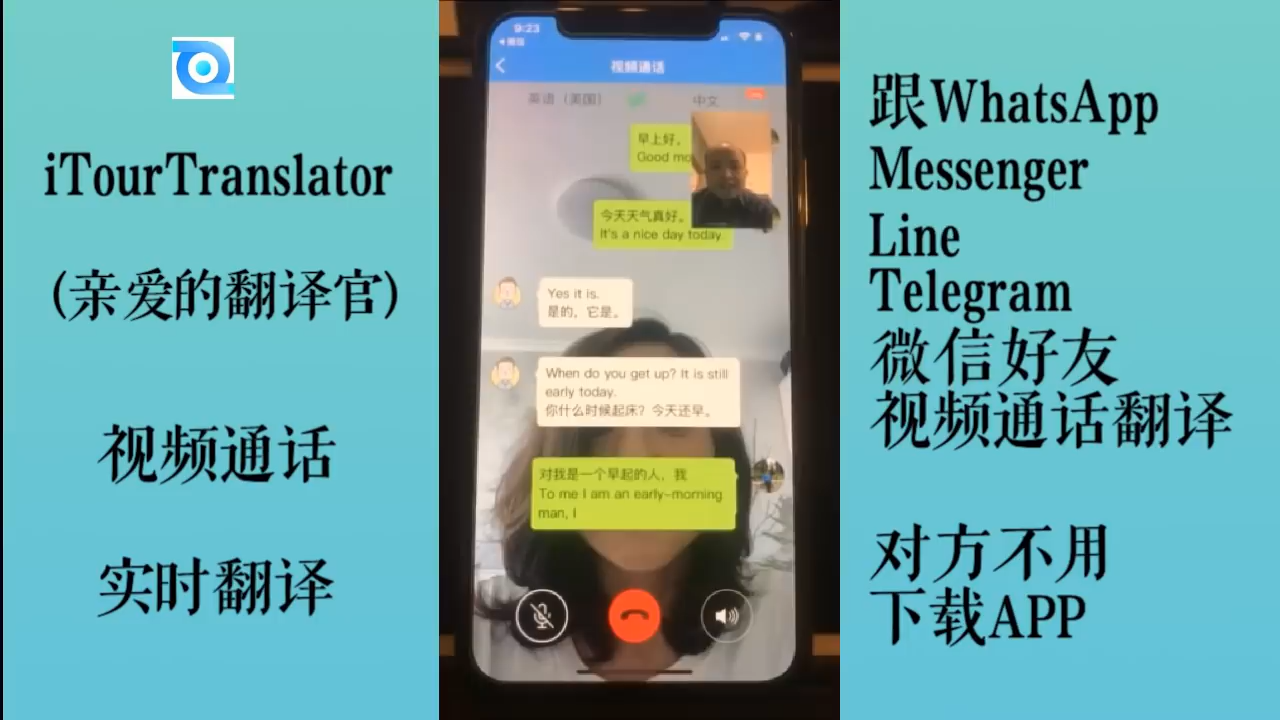 iTourTranslator
(亲爱的翻译官)
视频通话
实时翻译
9:23
视频通话
英语（美国）
中文
早上好。
Good mo
今天天气真好。
It's a nice day today.
Yes it is.
是的，它是。
When do you get up? It is still
early today.
你什么时候起床？今天还早。
对我是一个早起的人，我
To me I am an early-morning
man, I
跟WhatsApp
Messenger
Line
Telegram
微信好友
视频通话翻译
对方不用
下载APP